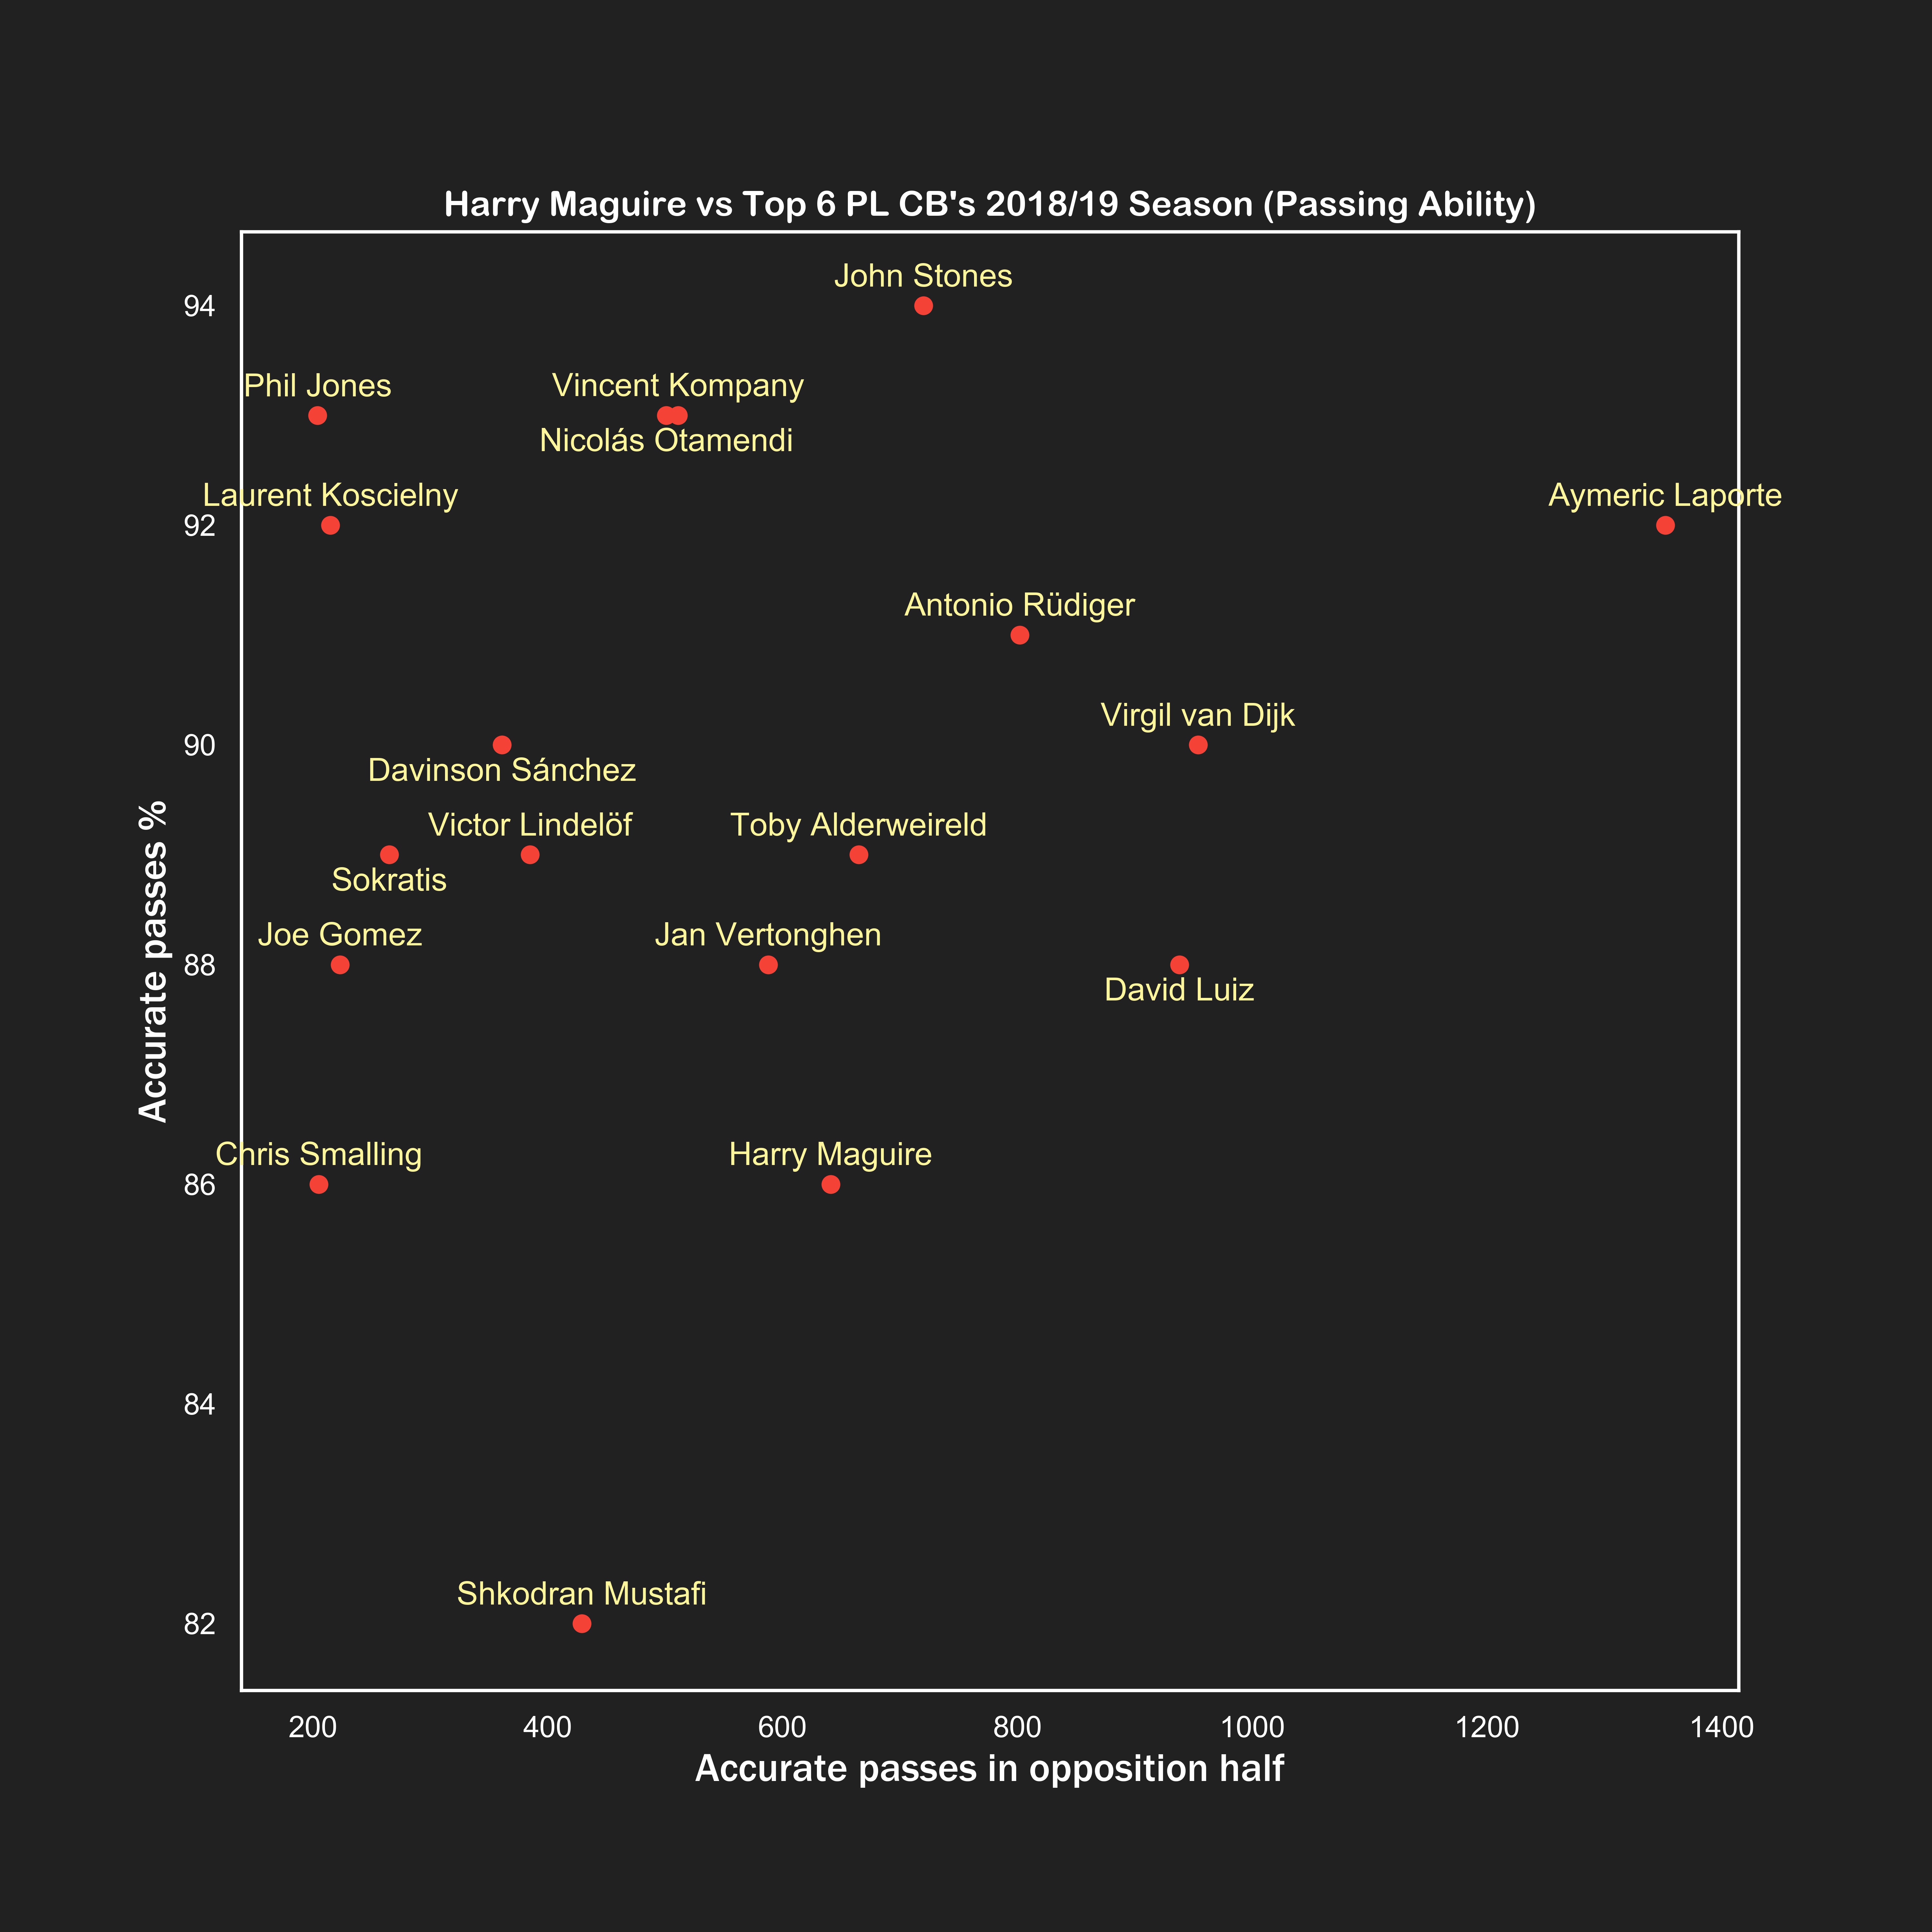 Harry Maguire vs Top 6 PL CB's 2018/19 Season (Passing Ability)
John Stones
94
Phil Jones
Vincent Kompany
Nicolás Otamendi
Laurent Koscielny
Aymeric Laporte
92
Antonio Rüdiger
Virgil van Dijk
90
Davinson Sánchez
Victor Lindelöf
Toby Alderweireld
Sokratis
Joe Gomez
Jan Vertonghen
88
David Luiz
Accurate passes %
Chris Smalling
Harry Maguire
86
84
Shkodran Mustafi
82
200 400 600 800 1000 1200 1400
Accurate passes in opposition half